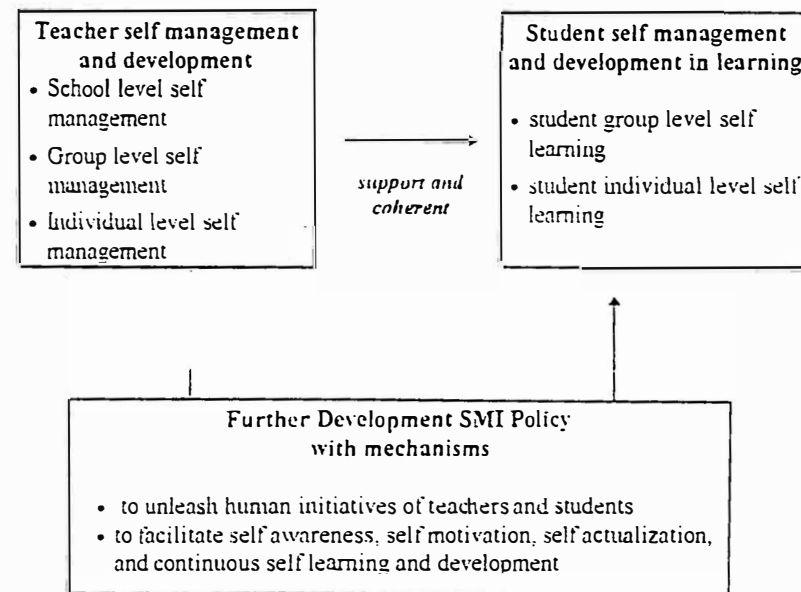 Teacher self management
and development
• School level self
management
• Group level self
management
• Individual level self
management
support and
coherent
Student self management
and development in learning
• student group level self
learning
• student individual level self
learning
Further Development SMI Policy
with mechanisms
• to unleash human initiatives of teachers and students
• to facilitate self awareness, self motivation, self actualization,
and continuous self learning and development